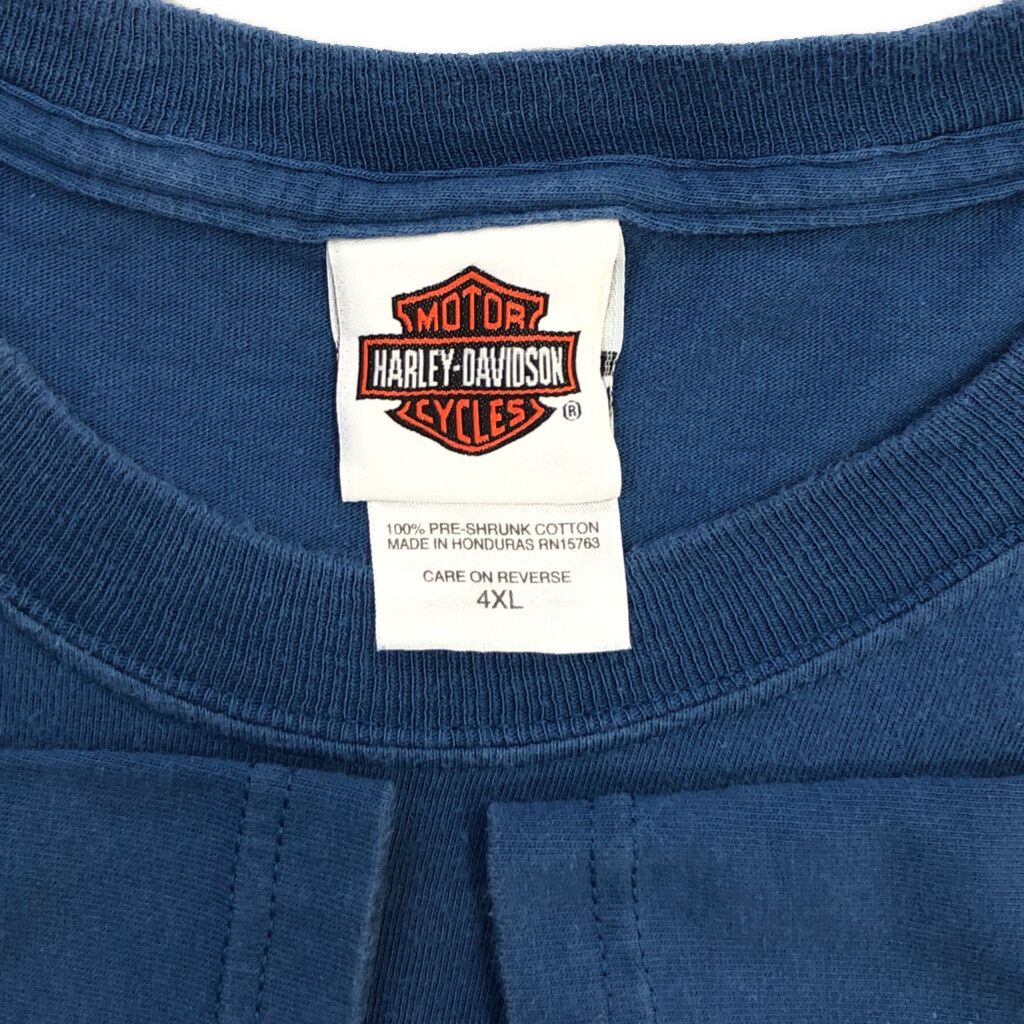 MOTOR
HARLEY-DAVIDSON
CYCLES
®
100% PRE-SHRUNK COTTON
MADE IN HONDURAS RN15763
CARE ON REVERSE
4XL